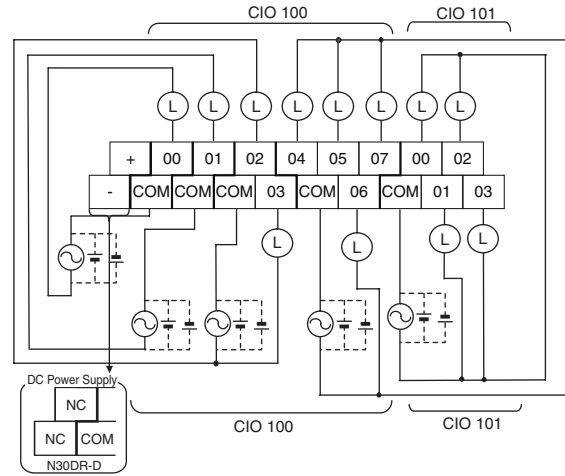 CIO 100 CIO 101
L L L L L L L L
+ 00 01 02 04 05 07 00 02
- COM COM COM 03 COM 06 COM 01 03
L L L L
DC Power Supply
NC
NC COM
N30DR-D
CIO 100 CIO 101